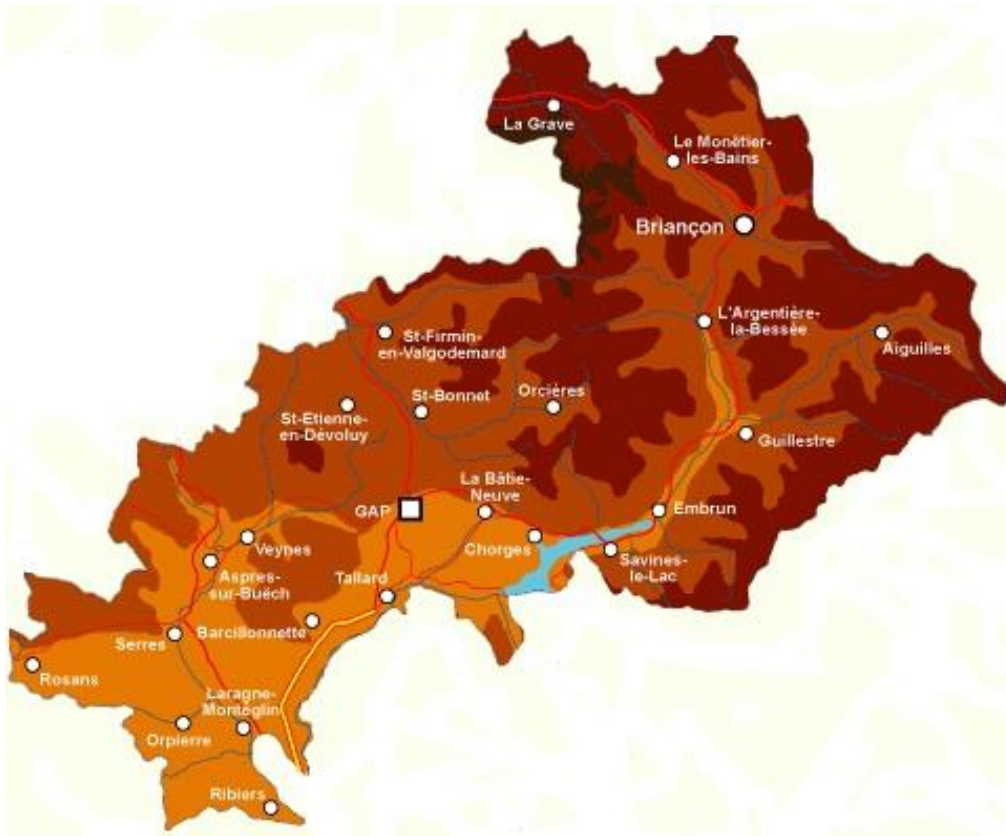 La Grave
Le Monêtier-
les-Bains
Briançon
L'Argentière-
la-Bessée
St-Firmin-
en-Valgodemard
Aiguilles
St-Bonnet
Orcières
St-Etienne-
en-Dévoluy
Guillestre
La Bâtie-
Neuve
GAP
Embrun
Veynes
Chorges
Savines-
le-Lac
Aspres-
sur-Buëch
Tallard
Barcillonnette
Serres
Rosans
Laragne-
Montéglin
Orpierre
Ribiers